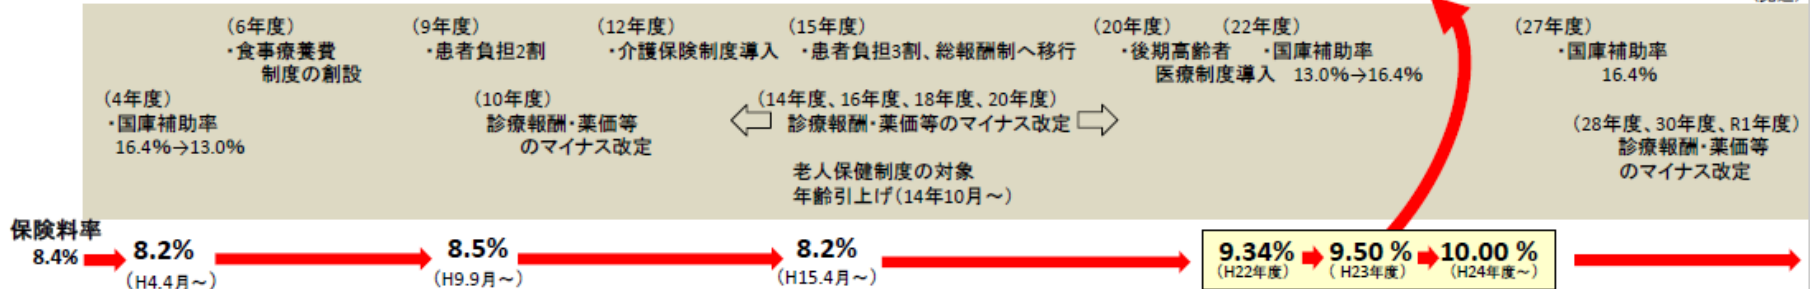 (6年度)
・食事療養費
制度の創設
(9年度)
・患者負担2割
(12年度)
・介護保険制度導入
(15年度)
・患者負担3割、総報酬制へ移行
(20年度)
・後期高齢者
医療制度導入
(22年度)
・国庫補助率
13.0%→16.4%
(27年度)
・国庫補助率
16.4%
(4年度)
・国庫補助率
16.4%→13.0%
(10年度)
診療報酬・薬価等
のマイナス改定
(14年度、16年度、18年度、20年度)
診療報酬・薬価等のマイナス改定
老人保健制度の対象
年齢引上げ(14年10月~)
(28年度、30年度、R1年度)
診療報酬・薬価等
のマイナス改定
保険料率
8.4%
8.2%
(H4.4月~)
8.5%
(H9.9月~)
8.2%
(H15.4月~)
9.34%
(H22年度)
9.50 %
( H23年度)
10.00 %
(H24年度~)